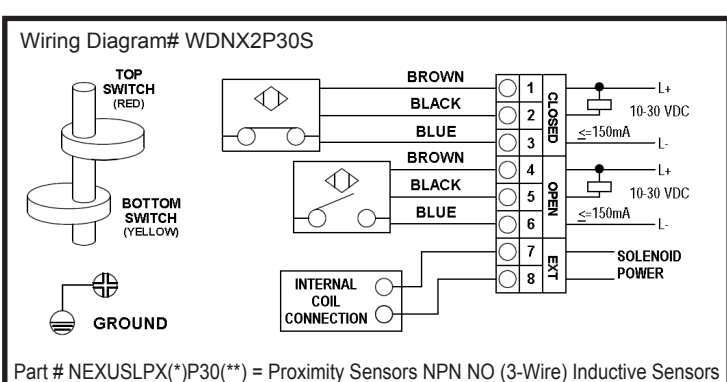 Wiring Diagram# WDNX2P30S
TOP
SWITCH
(RED)
BOTTOM
SWITCH
(YELLOW)
GROUND
BROWN
BLACK
BLUE
BROWN
BLACK
BLUE
INTERNAL
COIL
CONNECTION
1
2
3
4
5
6
7
8
CLOSED
OPEN
EXT
L+
10-30 VDC
<=150mA
L-
L+
10-30 VDC
<=150mA
L-
SOLENOID
POWER
Part # NEXUSLPX(*)P30(**) = Proximity Sensors NPN NO (3-Wire) Inductive Sensors